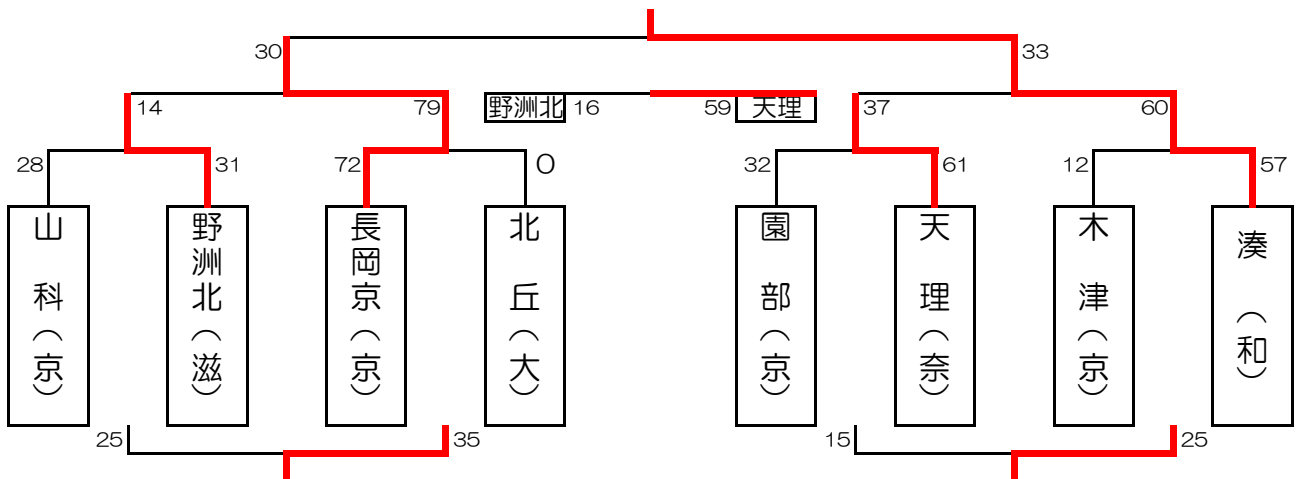 30 33
14 79 野洲北 16 59 天理 37 60
28 31 72 0 32 61 12 57
山科(京)
野洲北(滋)
長岡京(京)
北丘(大)
園部(京)
天理(奈)
木津(京)
湊(和)
25 35 15 25